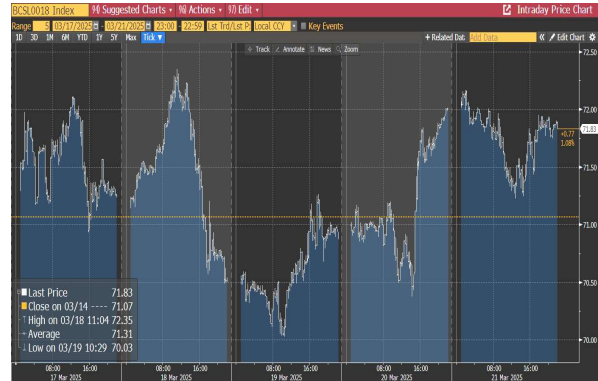 BCSL0018 Index 94) Suggested Charts 96) Actions 97) Edit Intraday Price Chart
Range 5 03/17/2025 - 03/21/2025 23:00 - 22:59 Lst Trd/Lst P Local CCY Key Events
1D 3D 1M 6M YTD 1Y 5Y Max Tick ▼ + Related Dat Add Data « Edit Chart
Track Annotate News Zoom
72.50
72.00
71.83
+0.77
1.08%
71.50
71.00
70.50
70.00
Last Price 71.83
Close on 03/14 ---- 71.07
High on 03/18 11:04 72.35
Average 71.31
Low on 03/19 10:29 70.03
08:00 16:00 08:00 16:00 08:00 16:00 08:00 16:00 08:00 16:00
17 Mar 2025 18 Mar 2025 19 Mar 2025 20 Mar 2025 21 Mar 2025